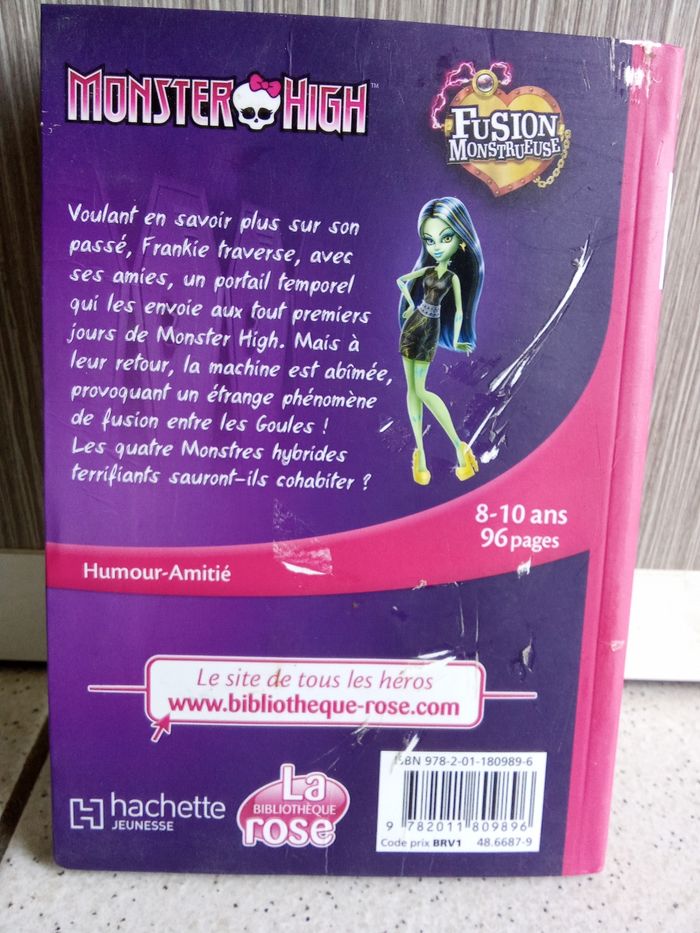 MONSTER HIGH™
FUSION
MONSTRUEUSE
Voulant en savoir plus sur son
passé, Frankie traverse, avec
ses amies, un portail temporel
qui les envoie aux tout premiers
jours de Monster High. Mais à
leur retour, la machine est abîmée,
provoquant un étrange phénomène
de fusion entre les Goules !
Les quatre Monstres hybrides
terrifiants sauront-ils cohabiter ?
8-10 ans
96 pages
Humour-Amitié
Le site de tous les héros
www.bibliotheque-rose.com
hachette
JEUNESSE
La
BIBLIOTHÈQUE
rose
ISBN 978-2-01-180989-6
9 782011 809896
Code prix BRV1 48.6687-9